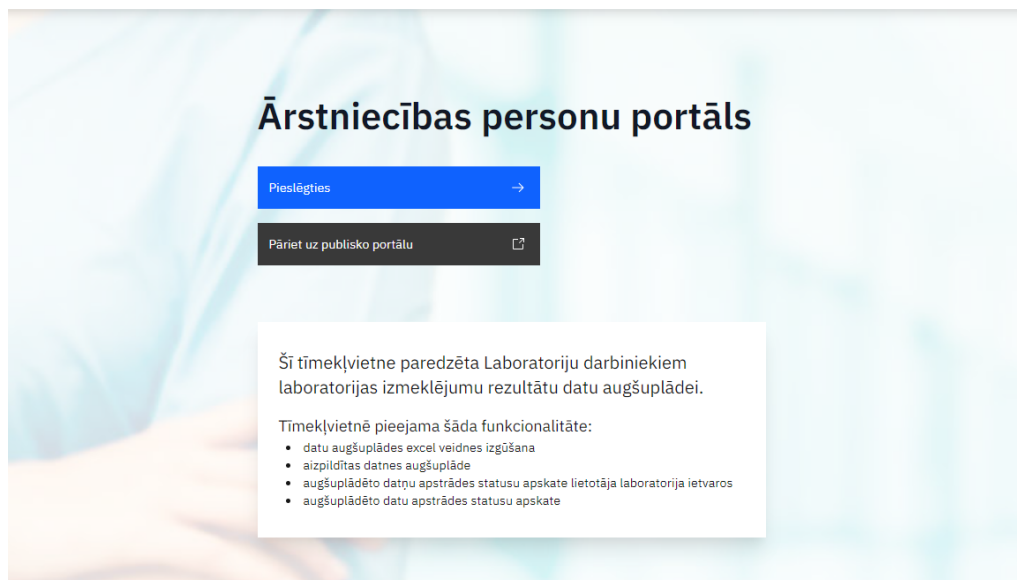 Ārstniecības personu portāls
Pieslēgties
Pāriet uz publisko portālu
Šī tīmekļvietne paredzēta Laboratoriju darbiniekiem
laboratorijas izmeklējumu rezultātu datu augšuplādei.
Tīmekļvietnē pieejama šāda funkcionalitāte:
• datu augšuplādes excel veidnes izgūšana
• aizpildītas datnes augšuplāde
• augšuplādēto datņu apstrādes statusu apskate lietotāja laboratorija ietvaros
• augšuplādēto datu apstrādes statusu apskate